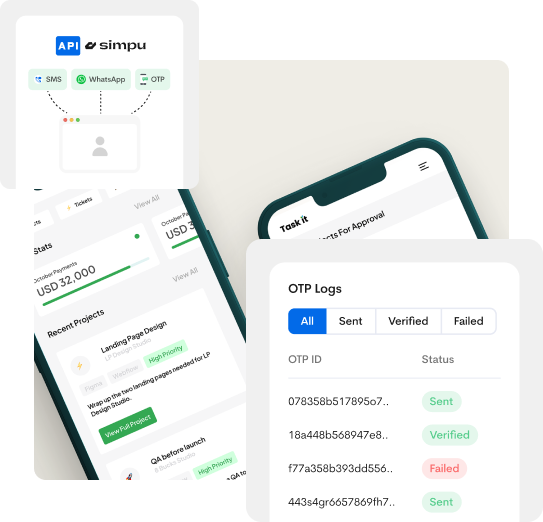 API simpu
SMS
WhatsApp
OTP
Tickets
View All
Stats
October Payments
USD 32,000
October Pay
USD 3
View All
Recent Projects
Landing Page Design
LP Design Studio
Figma
Webflow
High Priority
Wrap up the two landing pages needed for LP
Design Studio.
View Full Project
QA before launch
High Priority
Task it
cts For Approval
OTP Logs
All
Sent
Verified
Failed
OTP ID
Status
078358b517895o7..
Sent
18a448b568947e8..
Verified
f77a358b393dd556..
Failed
443s4gr6657869fh7..
Sent